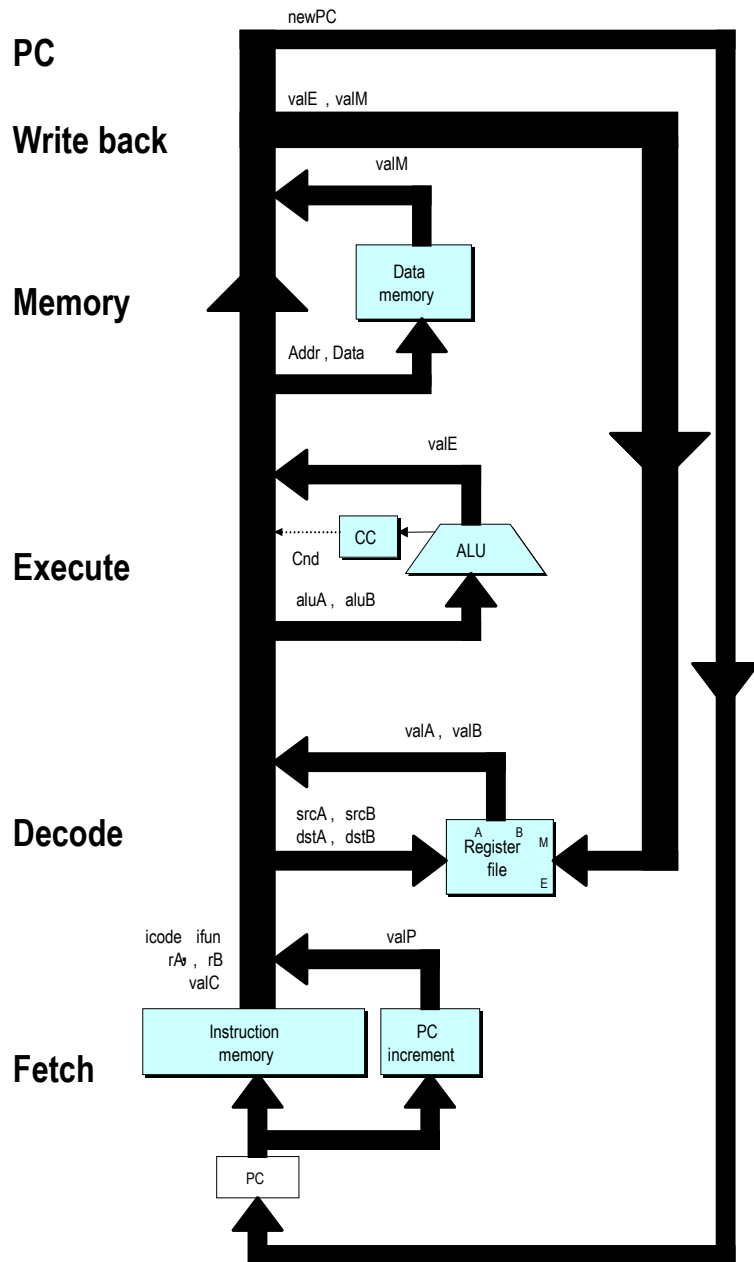 newPC
PC
valE , valM
Write back
valM
Data
memory
Memory
Addr , Data
valE
CC
ALU
Cnd
Execute
aluA , aluB
valA , valB
srcA , srcB
dstA , dstB
Decode
A B
M
Register
file
E
icode ifun
rA , rB
valC
valP
Instruction
memory
PC
increment
Fetch
PC